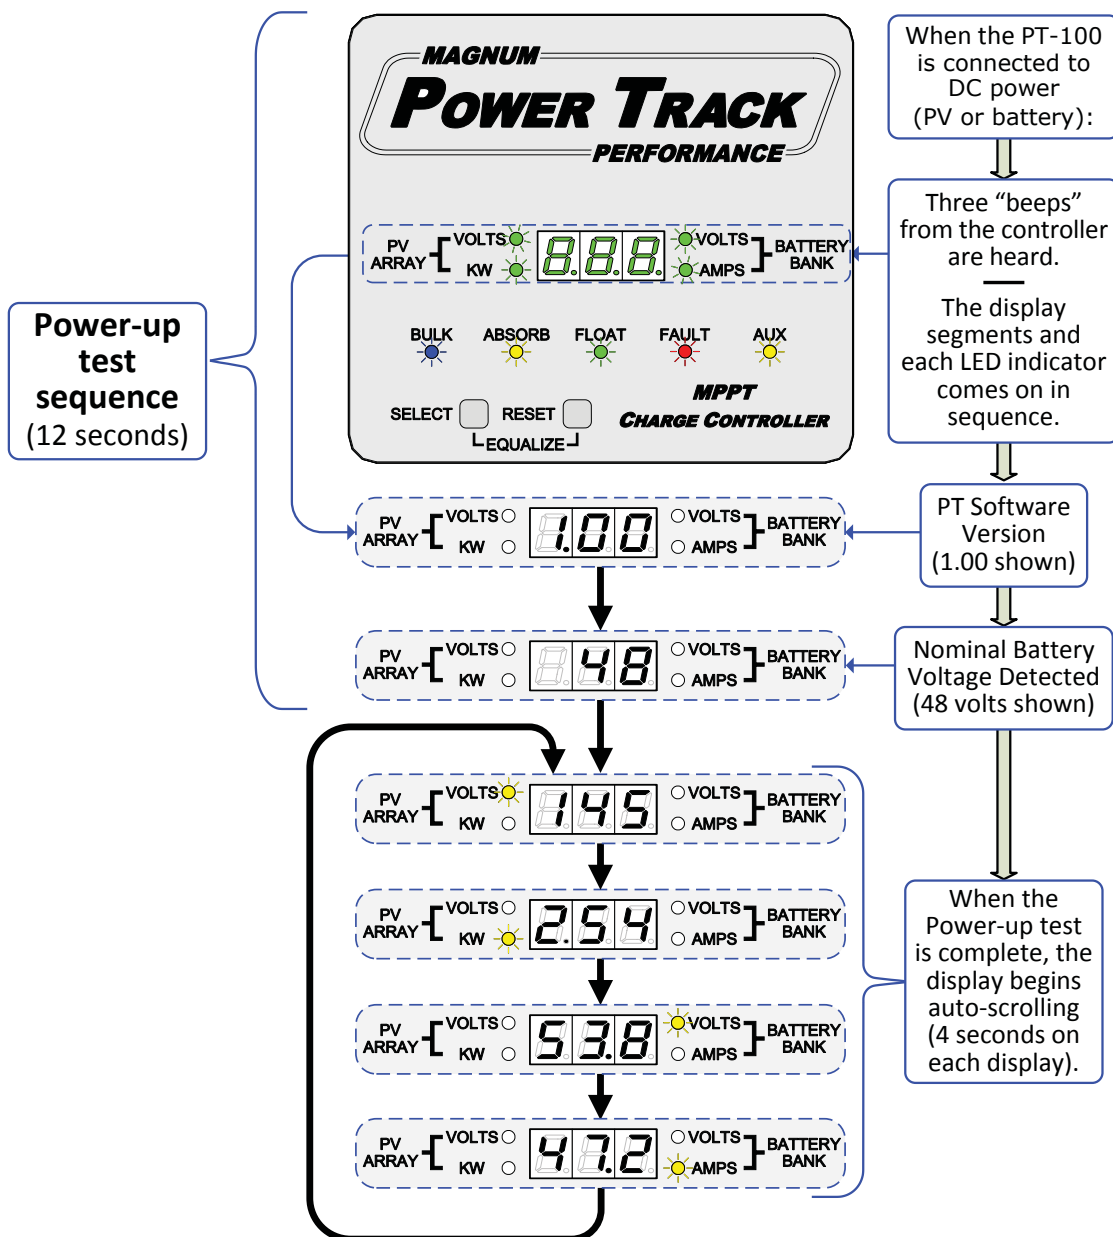 When the PT-100
is connected to
DC power
(PV or battery):
MAGNUM
POWER TRACK
PERFORMANCE
Three “beeps”
from the controller
are heard.
The display
segments and
each LED indicator
comes on in
sequence.
PV
ARRAY
VOLTS
KW
8.8.8.
VOLTS
AMPS
BATTERY
BANK
Power-up
test
sequence
(12 seconds)
BULK ABSORB FLOAT FAULT AUX
SELECT RESET
EQUALIZE
MPPT
CHARGE CONTROLLER
PV
ARRAY
VOLTS
KW
1.00
VOLTS
AMPS
BATTERY
BANK
PT Software
Version
(1.00 shown)
PV
ARRAY
VOLTS
KW
48
VOLTS
AMPS
BATTERY
BANK
Nominal Battery
Voltage Detected
(48 volts shown)
PV
ARRAY
VOLTS
KW
145
VOLTS
AMPS
BATTERY
BANK
PV
ARRAY
VOLTS
KW
2.54
VOLTS
AMPS
BATTERY
BANK
When the
Power-up test
is complete, the
display begins
auto-scrolling
(4 seconds on
each display).
PV
ARRAY
VOLTS
KW
53.8
VOLTS
AMPS
BATTERY
BANK
PV
ARRAY
VOLTS
KW
47.2
VOLTS
AMPS
BATTERY
BANK